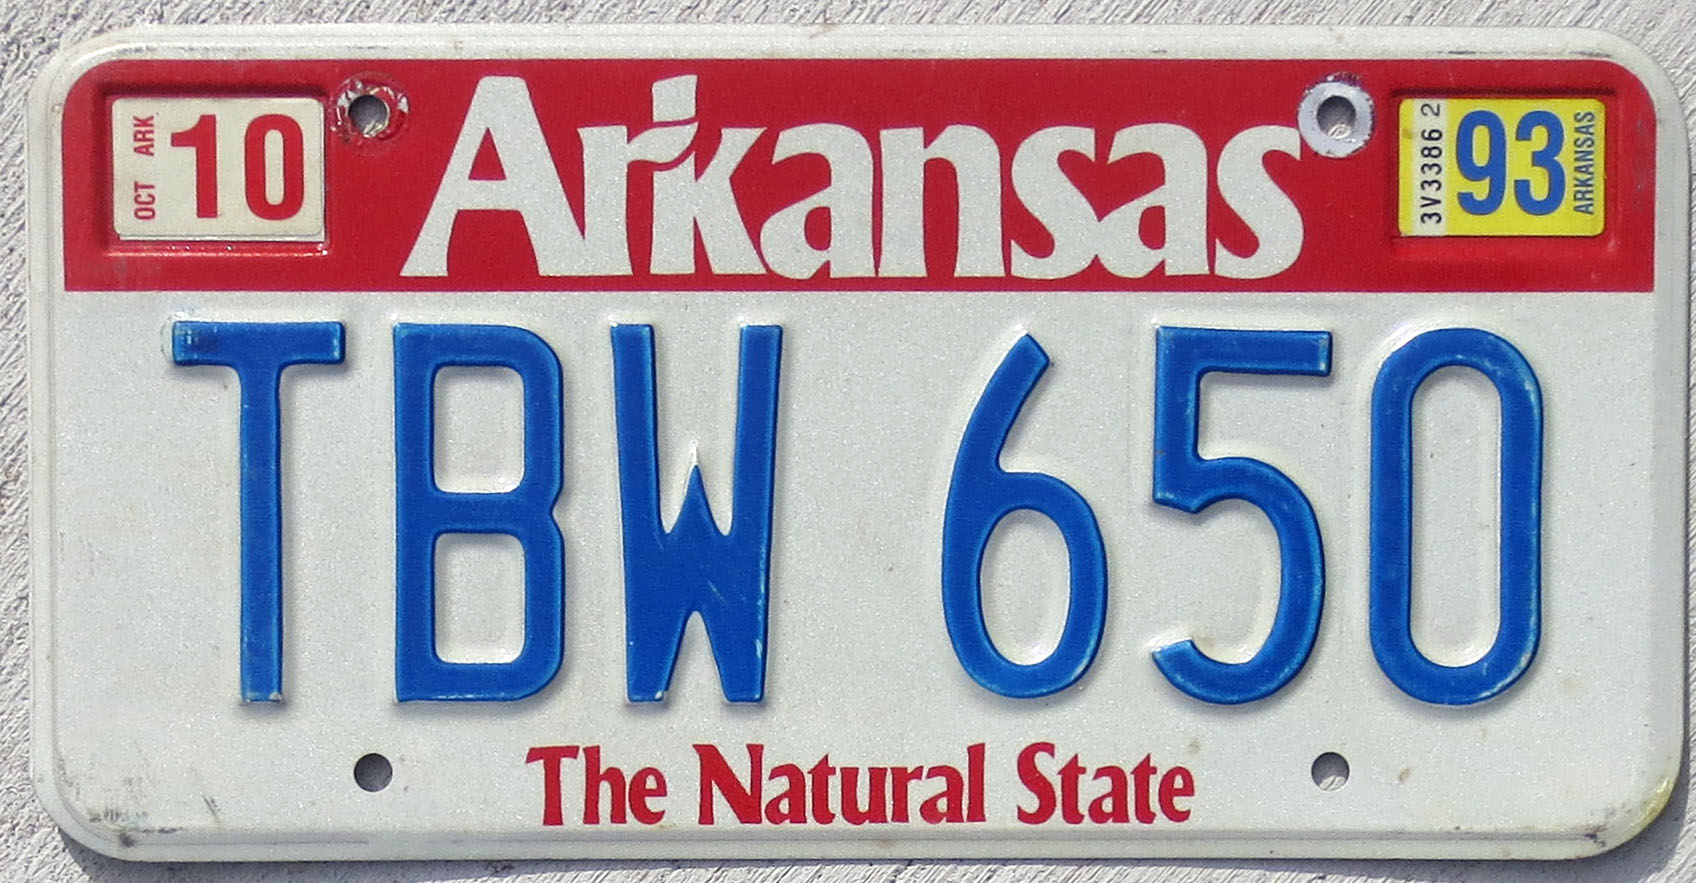 OCT ARK 10
Arkansas
3V3386 2 93 ARKANSAS
TBW 650
The Natural State